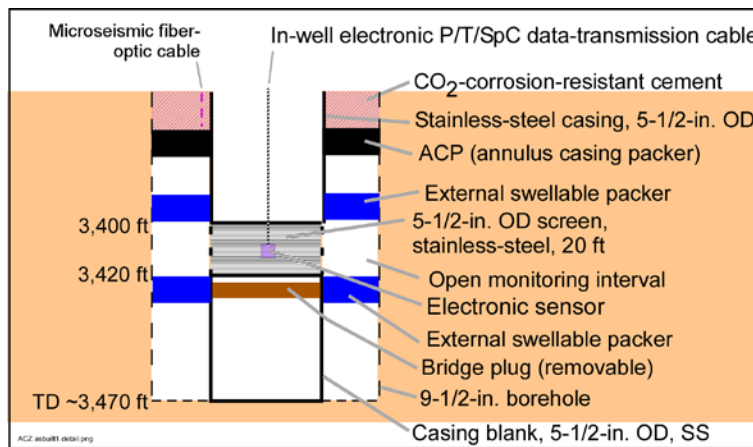 Microseismic fiber-
optic cable
In-well electronic P/T/SpC data-transmission cable
CO2-corrosion-resistant cement
Stainless-steel casing, 5-1/2-in. OD
ACP (annulus casing packer)
External swellable packer
3,400 ft
5-1/2-in. OD screen,
stainless-steel, 20 ft
3,420 ft
Open monitoring interval
Electronic sensor
External swellable packer
Bridge plug (removable)
TD ~3,470 ft
9-1/2-in. borehole
Casing blank, 5-1/2-in. OD, SS
ACZ.asbuilt1.detail.png